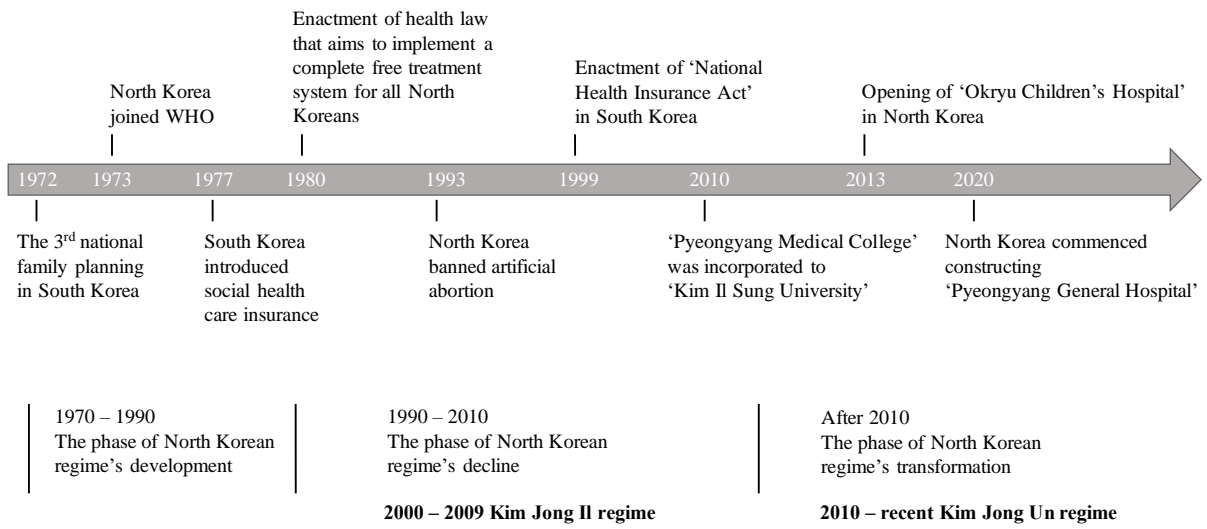 Enactment of health law
that aims to implement a
complete free treatment
system for all North
Koreans
North Korea
joined WHO
Enactment of ‘National
Health Insurance Act’
in South Korea
Opening of ‘Okryu Children’s Hospital’
in North Korea
1972 1973 1977 1980 1993 1999 2010 2013 2020
The 3rd national
family planning
in South Korea
South Korea
introduced
social health
care insurance
North Korea
banned artificial
abortion
‘Pyeongyang Medical College’
was incorporated to
‘Kim Il Sung University’
North Korea commenced
constructing
‘Pyeongyang General Hospital’
1970 – 1990
The phase of North Korean
regime’s development
1990 – 2010
The phase of North Korean
regime’s decline
2000 – 2009 Kim Jong Il regime
After 2010
The phase of North Korean
regime’s transformation
2010 – recent Kim Jong Un regime